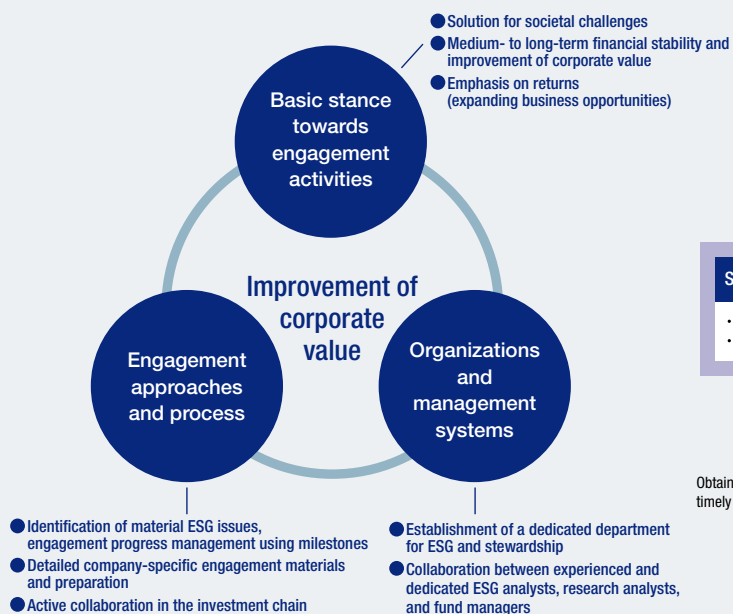 ● Solution for societal challenges
● Medium- to long-term financial stability and
improvement of corporate value
● Emphasis on returns
(expanding business opportunities)
Basic stance
towards
engagement
activities
Improvement of
corporate
value
Engagement
approaches
and process
Organizations
and
management
systems
● Identification of material ESG issues,
engagement progress management using milestones
● Detailed company-specific engagement materials
and preparation
● Active collaboration in the investment chain
● Establishment of a dedicated department
for ESG and stewardship
● Collaboration between experienced and
dedicated ESG analysts, research analysts,
and fund managers
S
•
•
Obtain
timely